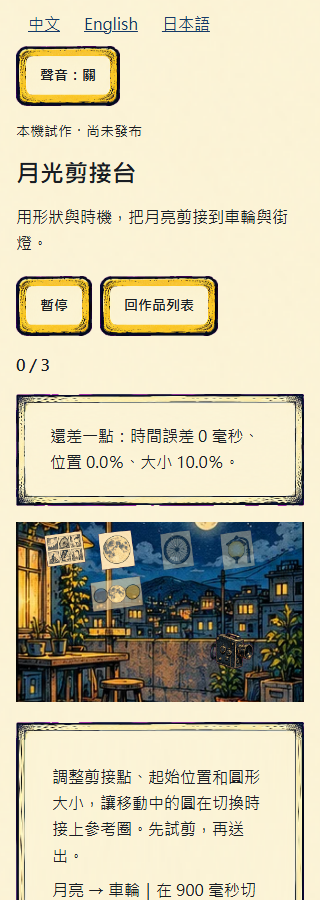 中文 English 日本語
聲音：關
本機試作・尚未發布
月光剪接台
用形狀與時機，把月亮剪接到車輪與街
燈。
暫停 回作品列表
0 / 3
還差一點：時間誤差 0 毫秒、
位置 0.0%、大小 10.0%。
調整剪接點、起始位置和圓形
大小，讓移動中的圓在切換時
接上參考圈。先試剪，再送
出。
月亮 → 車輪｜在 900 毫秒切